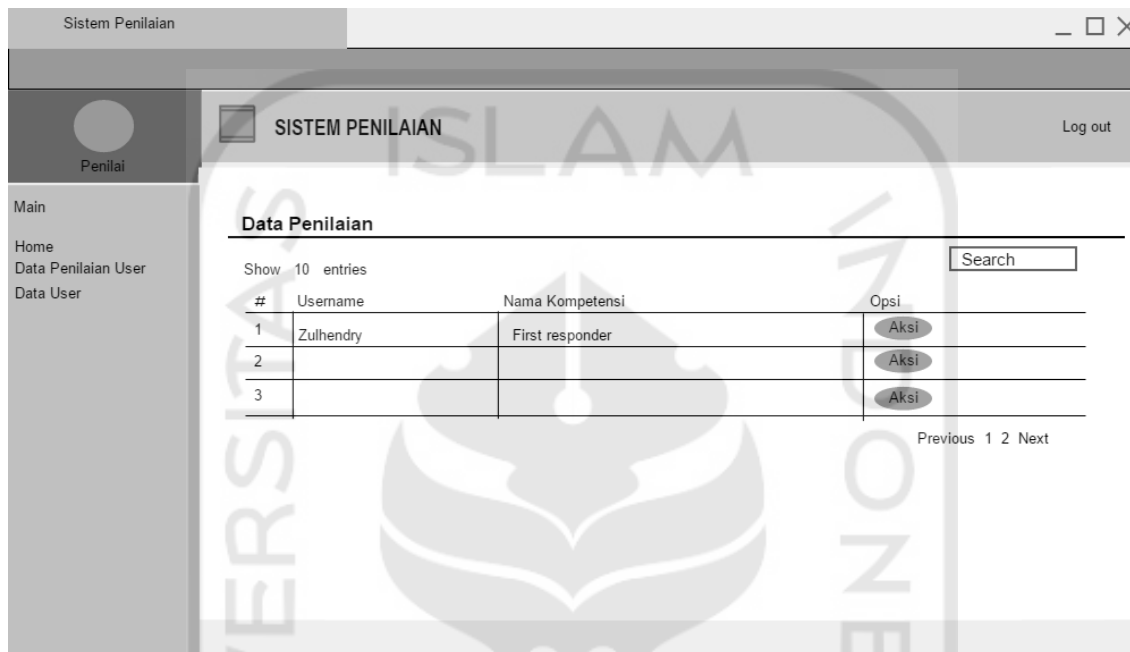 Sistem Penilaian
SISTEM PENILAIAN
Log out
Penilai
Main
Home
Data Penilaian User
Data User
Data Penilaian
Search
Show 10 entries
# Username Nama Kompetensi Opsi
1 Zulhendry First responder Aksi
2 Aksi
3 Aksi
Previous 1 2 Next
ISLAM
INDONE
VERSITAS